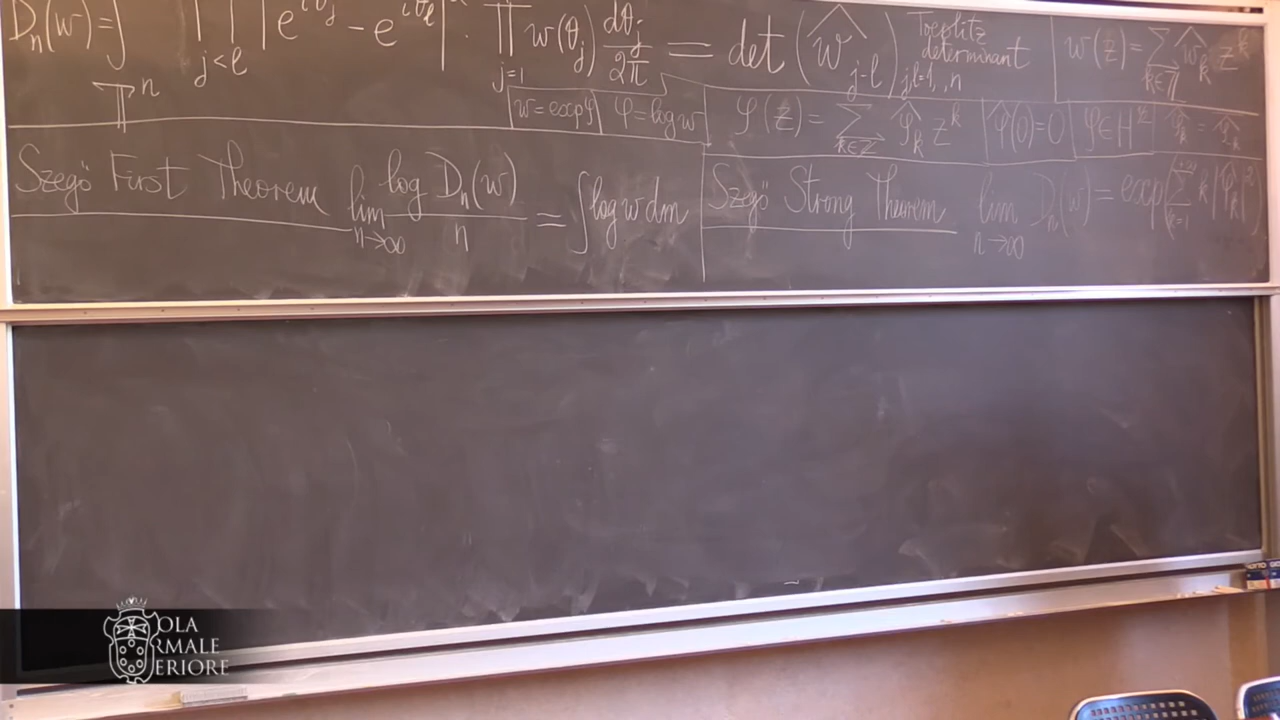 D_n(w) = ∫_{𝕋^n} ∏_{j<ℓ} |e^{iθ_j} - e^{iθ_ℓ}|² · ∏_{j=1} w(θ_j) dθ_j/2π = det(ŵ_{j-ℓ})_{j,ℓ=1,..,n} Toeplitz determinant
w(z) = ∑_{k∈ℤ} ŵ_k z^k
w = exp φ φ = log w φ(z) = ∑_{k∈ℤ} φ̂_k z^k φ̂(0) = 0 φ ∈ H^{1/2}
Szegö First Theorem lim_{n→∞} log D_n(w)/n = ∫ log w dm
Szegö Strong Theorem lim_{n→∞} D_n(w) = exp(∑_{k=1}^{+∞} k|φ̂_k|²)
OLA
RMALE
ERIORE